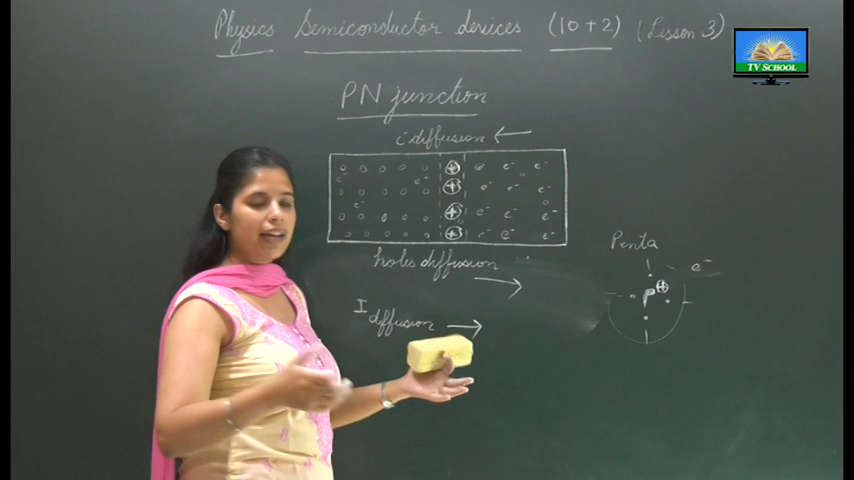 Physics Semiconductor devices (10+2) (Lesson 3)
TV SCHOOL
PN junction
e⁻ diffusion ←
e⁻ e⁻ e⁻
e⁻ e⁻
e⁻ e⁻ e⁻
e⁻ e⁻
e⁻ e⁻ e⁻
e⁻ e⁻ e⁻
holes diffusion →
Penta
e⁻
P ⊕
I diffusion →